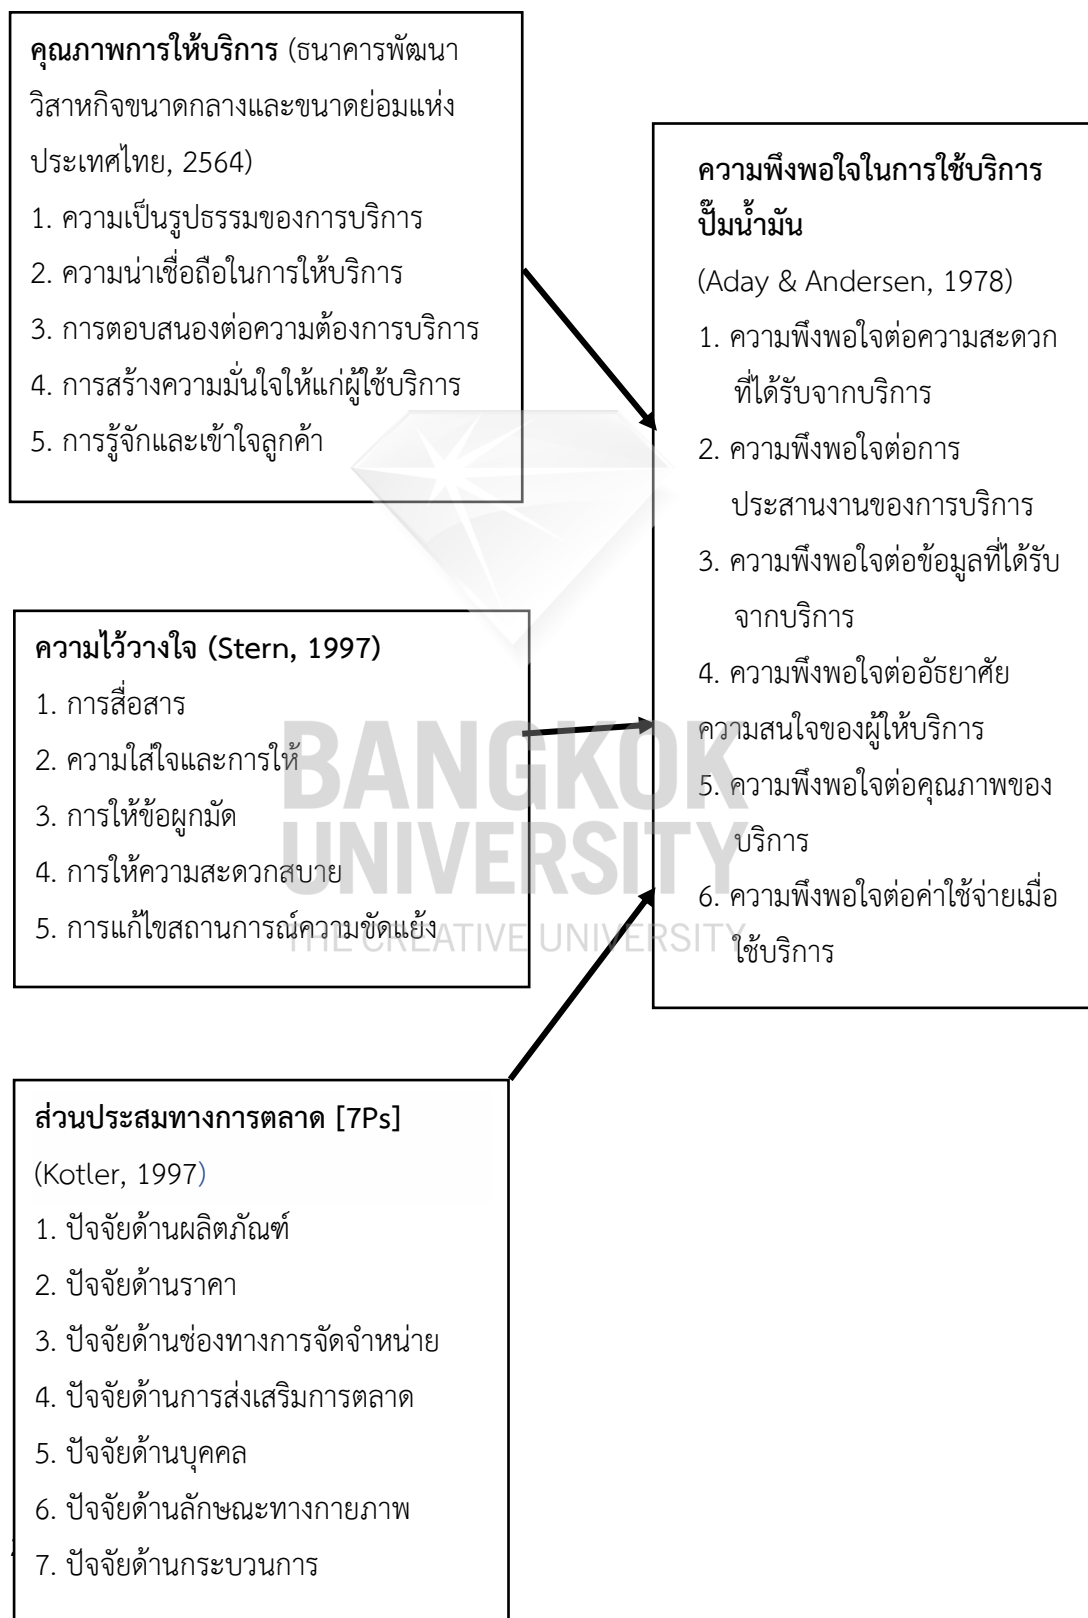 คุณภาพการให้บริการ (ธนาคารพัฒนา
วิสาหกิจขนาดกลางและขนาดย่อมแห่ง
ประเทศไทย, 2564)
1. ความเป็นรูปธรรมของการบริการ
2. ความน่าเชื่อถือในการให้บริการ
3. การตอบสนองต่อความต้องการบริการ
4. การสร้างความมั่นใจให้แก่ผู้ใช้บริการ
5. การรู้จักและเข้าใจลูกค้า
ความไว้วางใจ (Stern, 1997)
1. การสื่อสาร
2. ความใส่ใจและการให้
3. การให้ข้อผูกมัด
4. การให้ความสะดวกสบาย
5. การแก้ไขสถานการณ์ความขัดแย้ง
ส่วนประสมทางการตลาด [7Ps]
(Kotler, 1997)
1. ปัจจัยด้านผลิตภัณฑ์
2. ปัจจัยด้านราคา
3. ปัจจัยด้านช่องทางการจัดจำหน่าย
4. ปัจจัยด้านการส่งเสริมการตลาด
5. ปัจจัยด้านบุคคล
6. ปัจจัยด้านลักษณะทางกายภาพ
7. ปัจจัยด้านกระบวนการ
ความพึงพอใจในการใช้บริการ
ปั๊มน้ำมัน
(Aday & Andersen, 1978)
1. ความพึงพอใจต่อความสะดวก
ที่ได้รับจากบริการ
2. ความพึงพอใจต่อการ
ประสานงานของการบริการ
3. ความพึงพอใจต่อข้อมูลที่ได้รับ
จากบริการ
4. ความพึงพอใจต่ออัธยาศัย
ความสนใจของผู้ให้บริการ
5. ความพึงพอใจต่อคุณภาพของ
บริการ
6. ความพึงพอใจต่อค่าใช้จ่ายเมื่อ
ใช้บริการ
BANGKOK
UNIVERSITY
THE CREATIVE UNIVERSITY